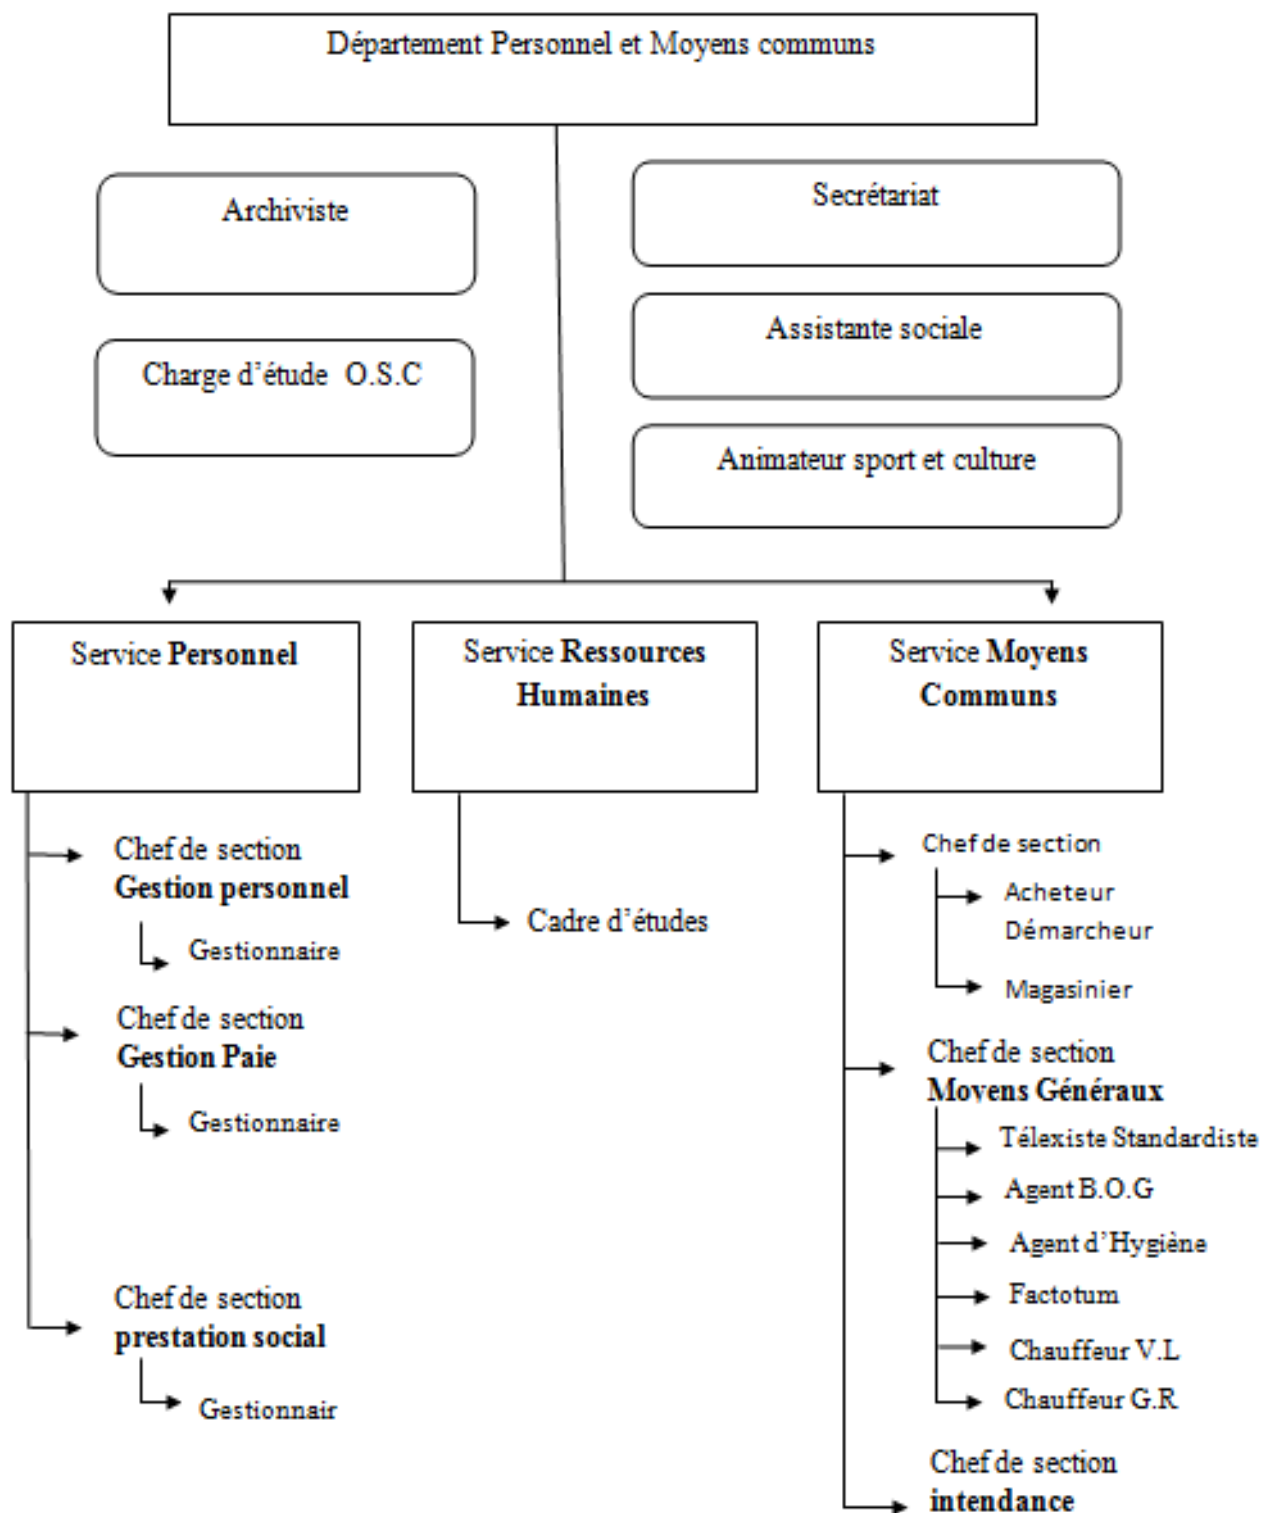 Département Personnel et Moyens communs
Archiviste
Secrétariat
Assistante sociale
Charge d'étude O.S.C
Animateur sport et culture
Service Personnel
Service Ressources
Humaines
Service Moyens
Communs
Chef de section
Gestion personnel
Gestionnaire
Chef de section
Gestion Paie
Gestionnaire
Chef de section
prestation social
Gestionnair
Cadre d'études
Chef de section
Acheteur
Démarcheur
Magasinier
Chef de section
Moyens Généraux
Télexiste Standardiste
Agent B.O.G
Agent d'Hygiène
Factotum
Chauffeur V.L
Chauffeur G.R
Chef de section
intendance